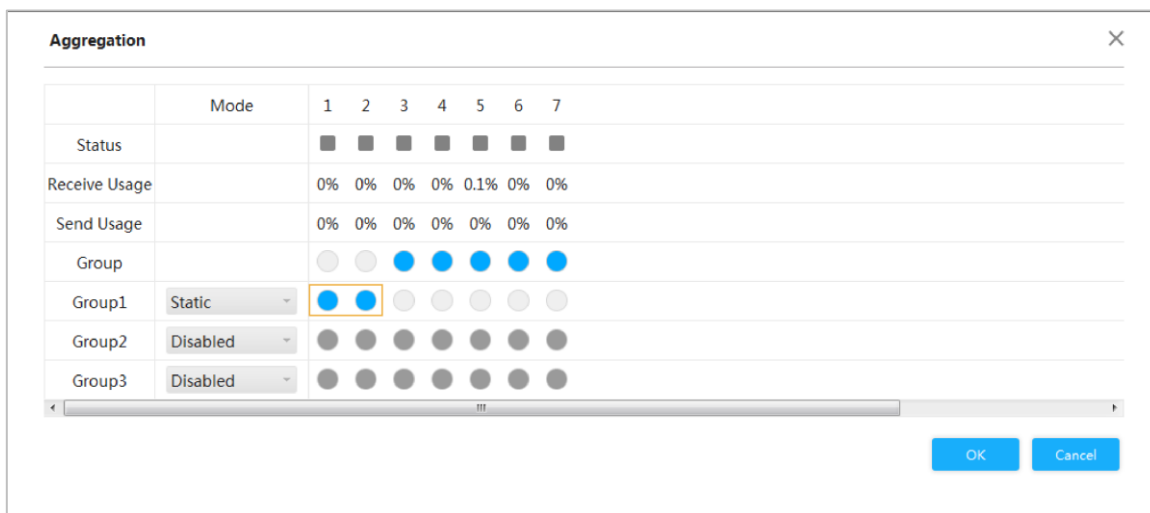 Aggregation
Mode 1 2 3 4 5 6 7
Status
Receive Usage 0% 0% 0% 0% 0.1% 0% 0%
Send Usage 0% 0% 0% 0% 0% 0% 0%
Group
Group1 Static
Group2 Disabled
Group3 Disabled
OK Cancel